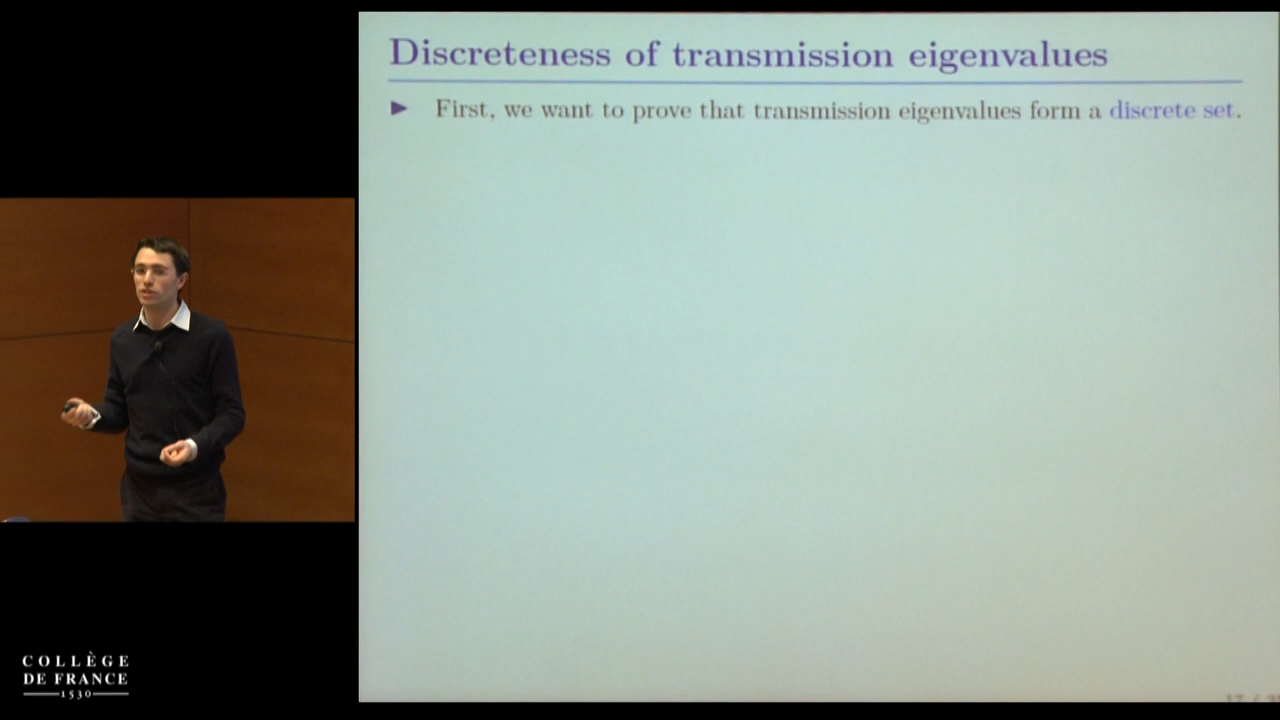 Discreteness of transmission eigenvalues
First, we want to prove that transmission eigenvalues form a discrete set.
COLLÈGE
DE FRANCE
1530